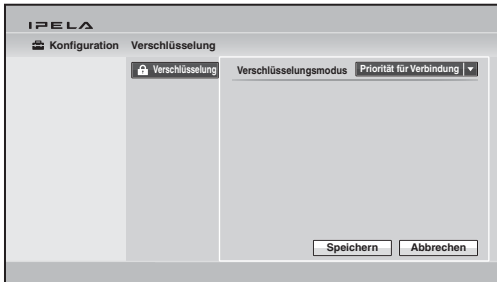 IPELA
Konfiguration Verschlüsselung
Verschlüsselung
Verschlüsselungsmodus Priorität für Verbindung
Speichern Abbrechen